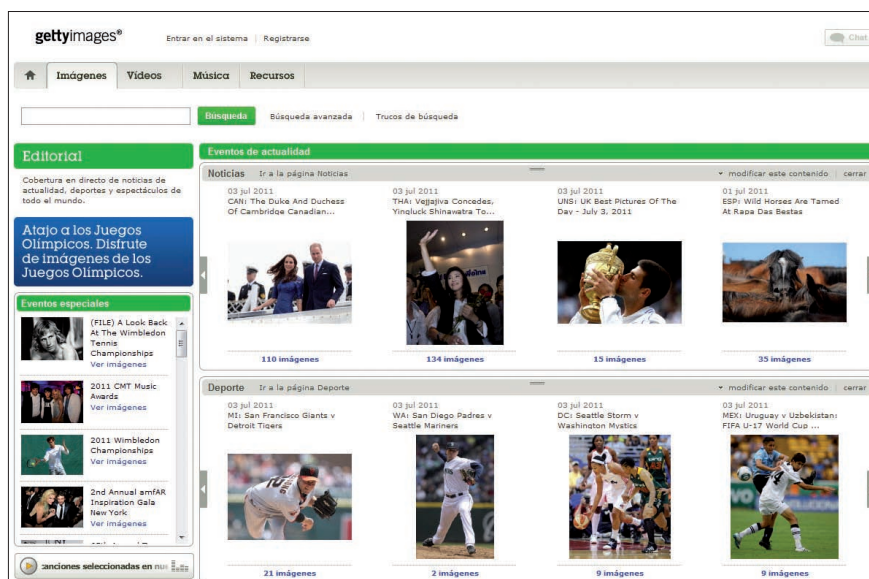 gettyimages®
Entrar en el sistema | Registrarse
Chat
Imágenes
Vídeos
Música
Recursos
Búsqueda
Búsqueda avanzada | Trucos de búsqueda
Editorial
Cobertura en directo de noticias de
actualidad, deportes y espectáculos de
todo el mundo.
Atajo a los Juegos
Olímpicos. Disfrute
de imágenes de los
Juegos Olímpicos.
Eventos especiales
(FILE) A Look Back
At The Wimbledon
Tennis
Championships
Ver imágenes
2011 CMT Music
Awards
Ver imágenes
2011 Wimbledon
Championships
Ver imágenes
2nd Annual amfAR
Inspiration Gala
New York
Ver imágenes
canciones seleccionadas en nue
Eventos de actualidad
Noticias Ir a la página Noticias
modificar este contenido | cerrar
03 jul 2011
CAN: The Duke And Duchess
Of Cambridge Canadian...
110 imágenes
03 jul 2011
THA: Vejjajiva Concedes,
Yingluck Shinawatra To...
134 imágenes
03 jul 2011
UNS: UK Best Pictures Of The
Day - July 3, 2011
15 imágenes
01 jul 2011
ESP: Wild Horses Are Tamed
At Rapa Das Bestas
35 imágenes
Deporte Ir a la página Deporte
modificar este contenido | cerrar
03 jul 2011
MI: San Francisco Giants v
Detroit Tigers
21 imágenes
03 jul 2011
WA: San Diego Padres v
Seattle Mariners
2 imágenes
03 jul 2011
DC: Seattle Storm v
Washington Mystics
9 imágenes
03 jul 2011
MEX: Uruguay v Uzbekistan:
FIFA U-17 World Cup ...
9 imágenes